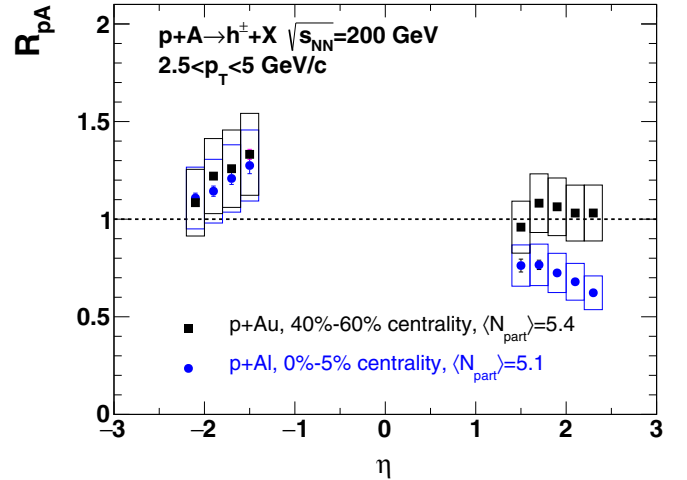 R_pA
p+A→h^±+X √s_NN=200 GeV
2.5<p_T<5 GeV/c
2
1.5
1
0.5
0
p+Au, 40%-60% centrality, ⟨N_part⟩=5.4
p+Al, 0%-5% centrality, ⟨N_part⟩=5.1
−3 −2 −1 0 1 2 3
η